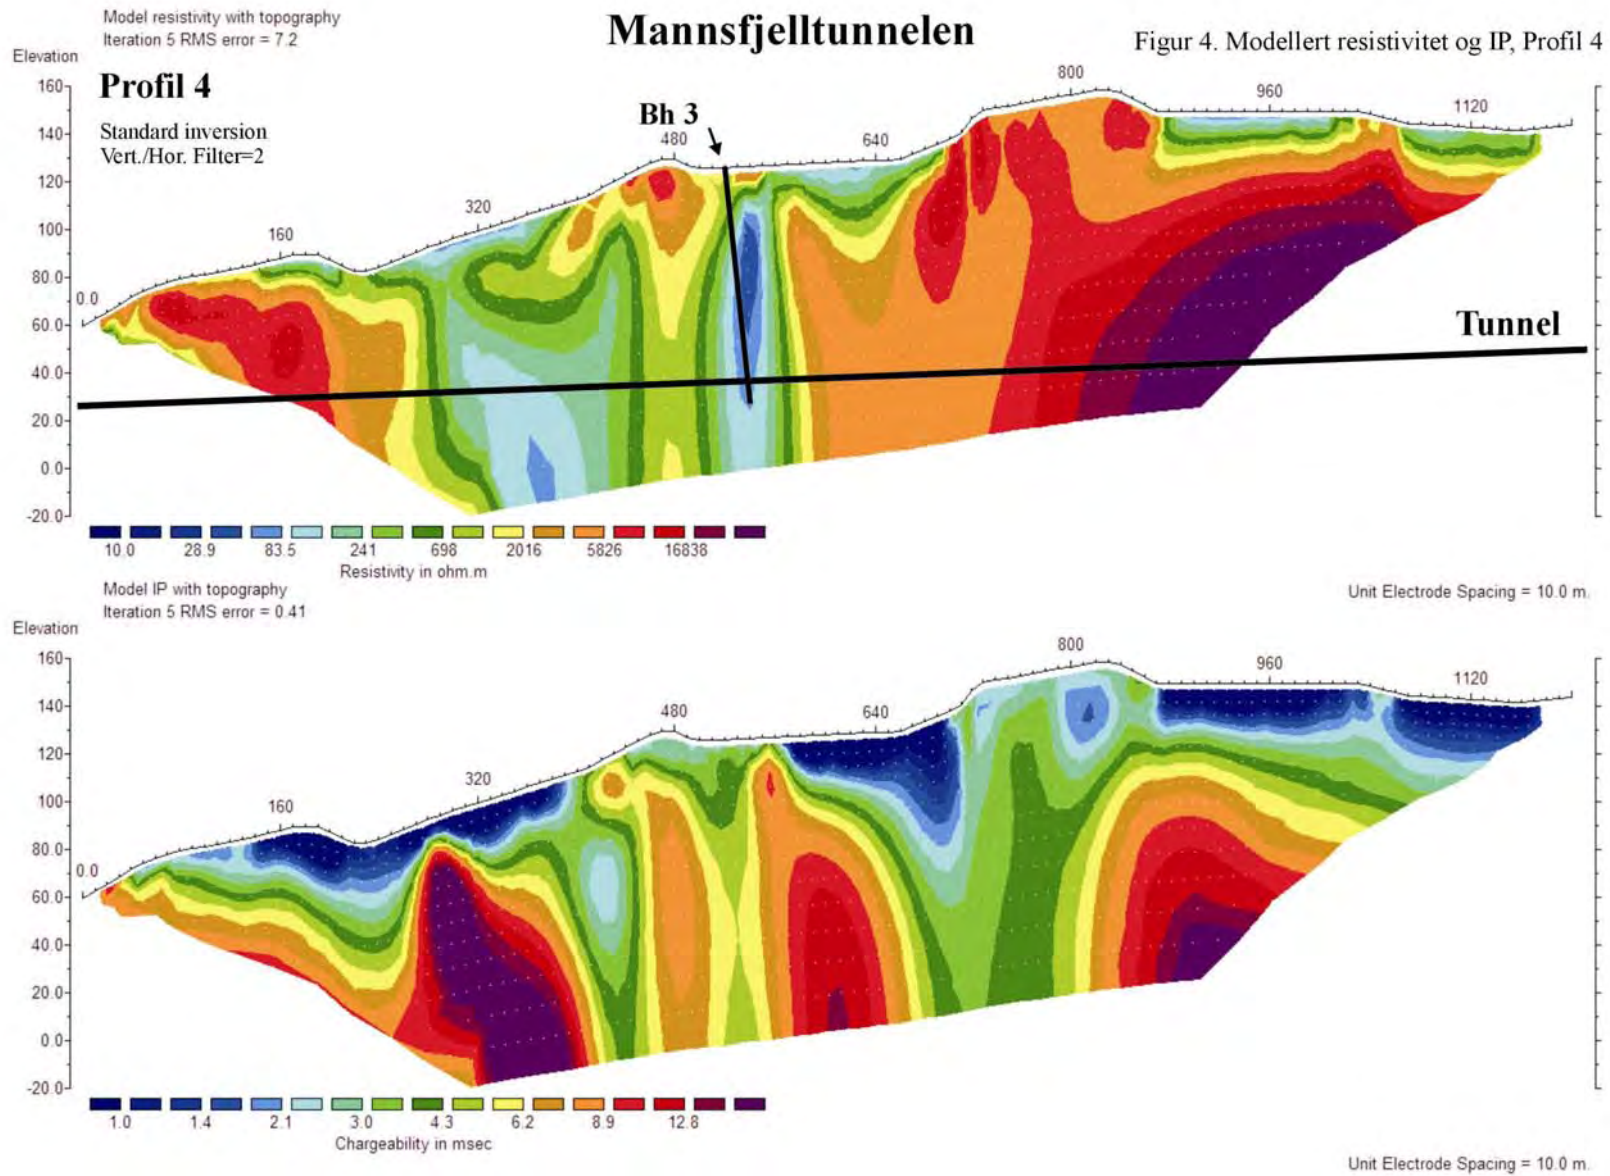 Model resistivity with topography
Iteration 5 RMS error = 7.2
Mannsfjelltunnelen
Figur 4. Modellert resistivitet og IP, Profil 4
Elevation
Profil 4
Standard inversion
Vert./Hor. Filter=2
Bh 3
160
140
120
100
80.0
60.0
40.0
20.0
0.0
-20.0
0.0
160
320
480
640
800
960
1120
Tunnel
10.0 28.9 83.5 241 698 2016 5826 16838
Resistivity in ohm.m
Unit Electrode Spacing = 10.0 m.
Model IP with topography
Iteration 5 RMS error = 0.41
Elevation
160
140
120
100
80.0
60.0
40.0
20.0
0.0
-20.0
0.0
160
320
480
640
800
960
1120
1.0 1.4 2.1 3.0 4.3 6.2 8.9 12.8
Chargeability in msec
Unit Electrode Spacing = 10.0 m.